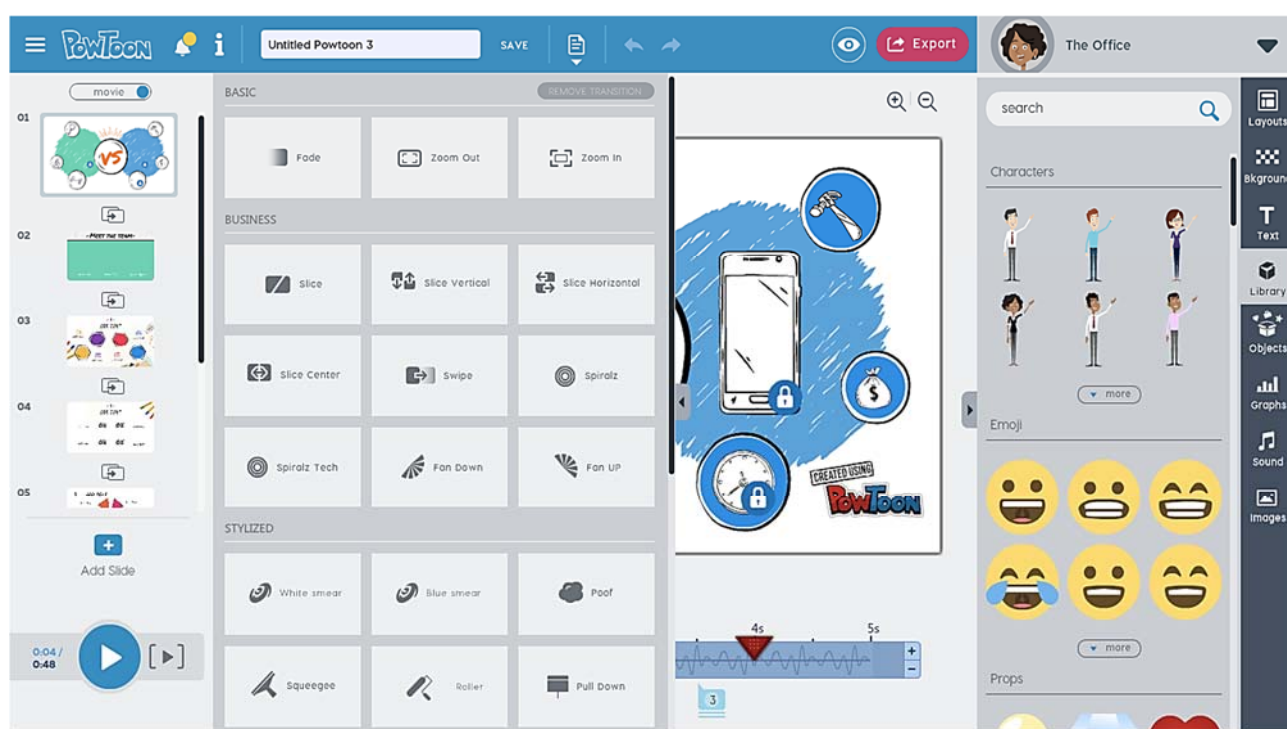 POWTOON
Untitled Powtoon 3
SAVE
Export
The Office
movie
01
VS
02
-MEET THE TEAM-
03
04
05
Add Slide
0:04 /
0:48
BASIC
REMOVE TRANSITION
Fade
Zoom Out
Zoom In
BUSINESS
Slice
Slice Vertical
Slice Horizontal
Slice Center
Swipe
Spiralz
Spiralz Tech
Fan Down
Fan UP
STYLIZED
White smear
Blue smear
Poof
Squeegee
Roller
Pull Down
$
CREATED USING
POWTOON
4s
5s
3
search
Characters
more
Emoji
more
Props
Layouts
Bkgroun
Text
Library
Objects
Graphs
Sound
Images